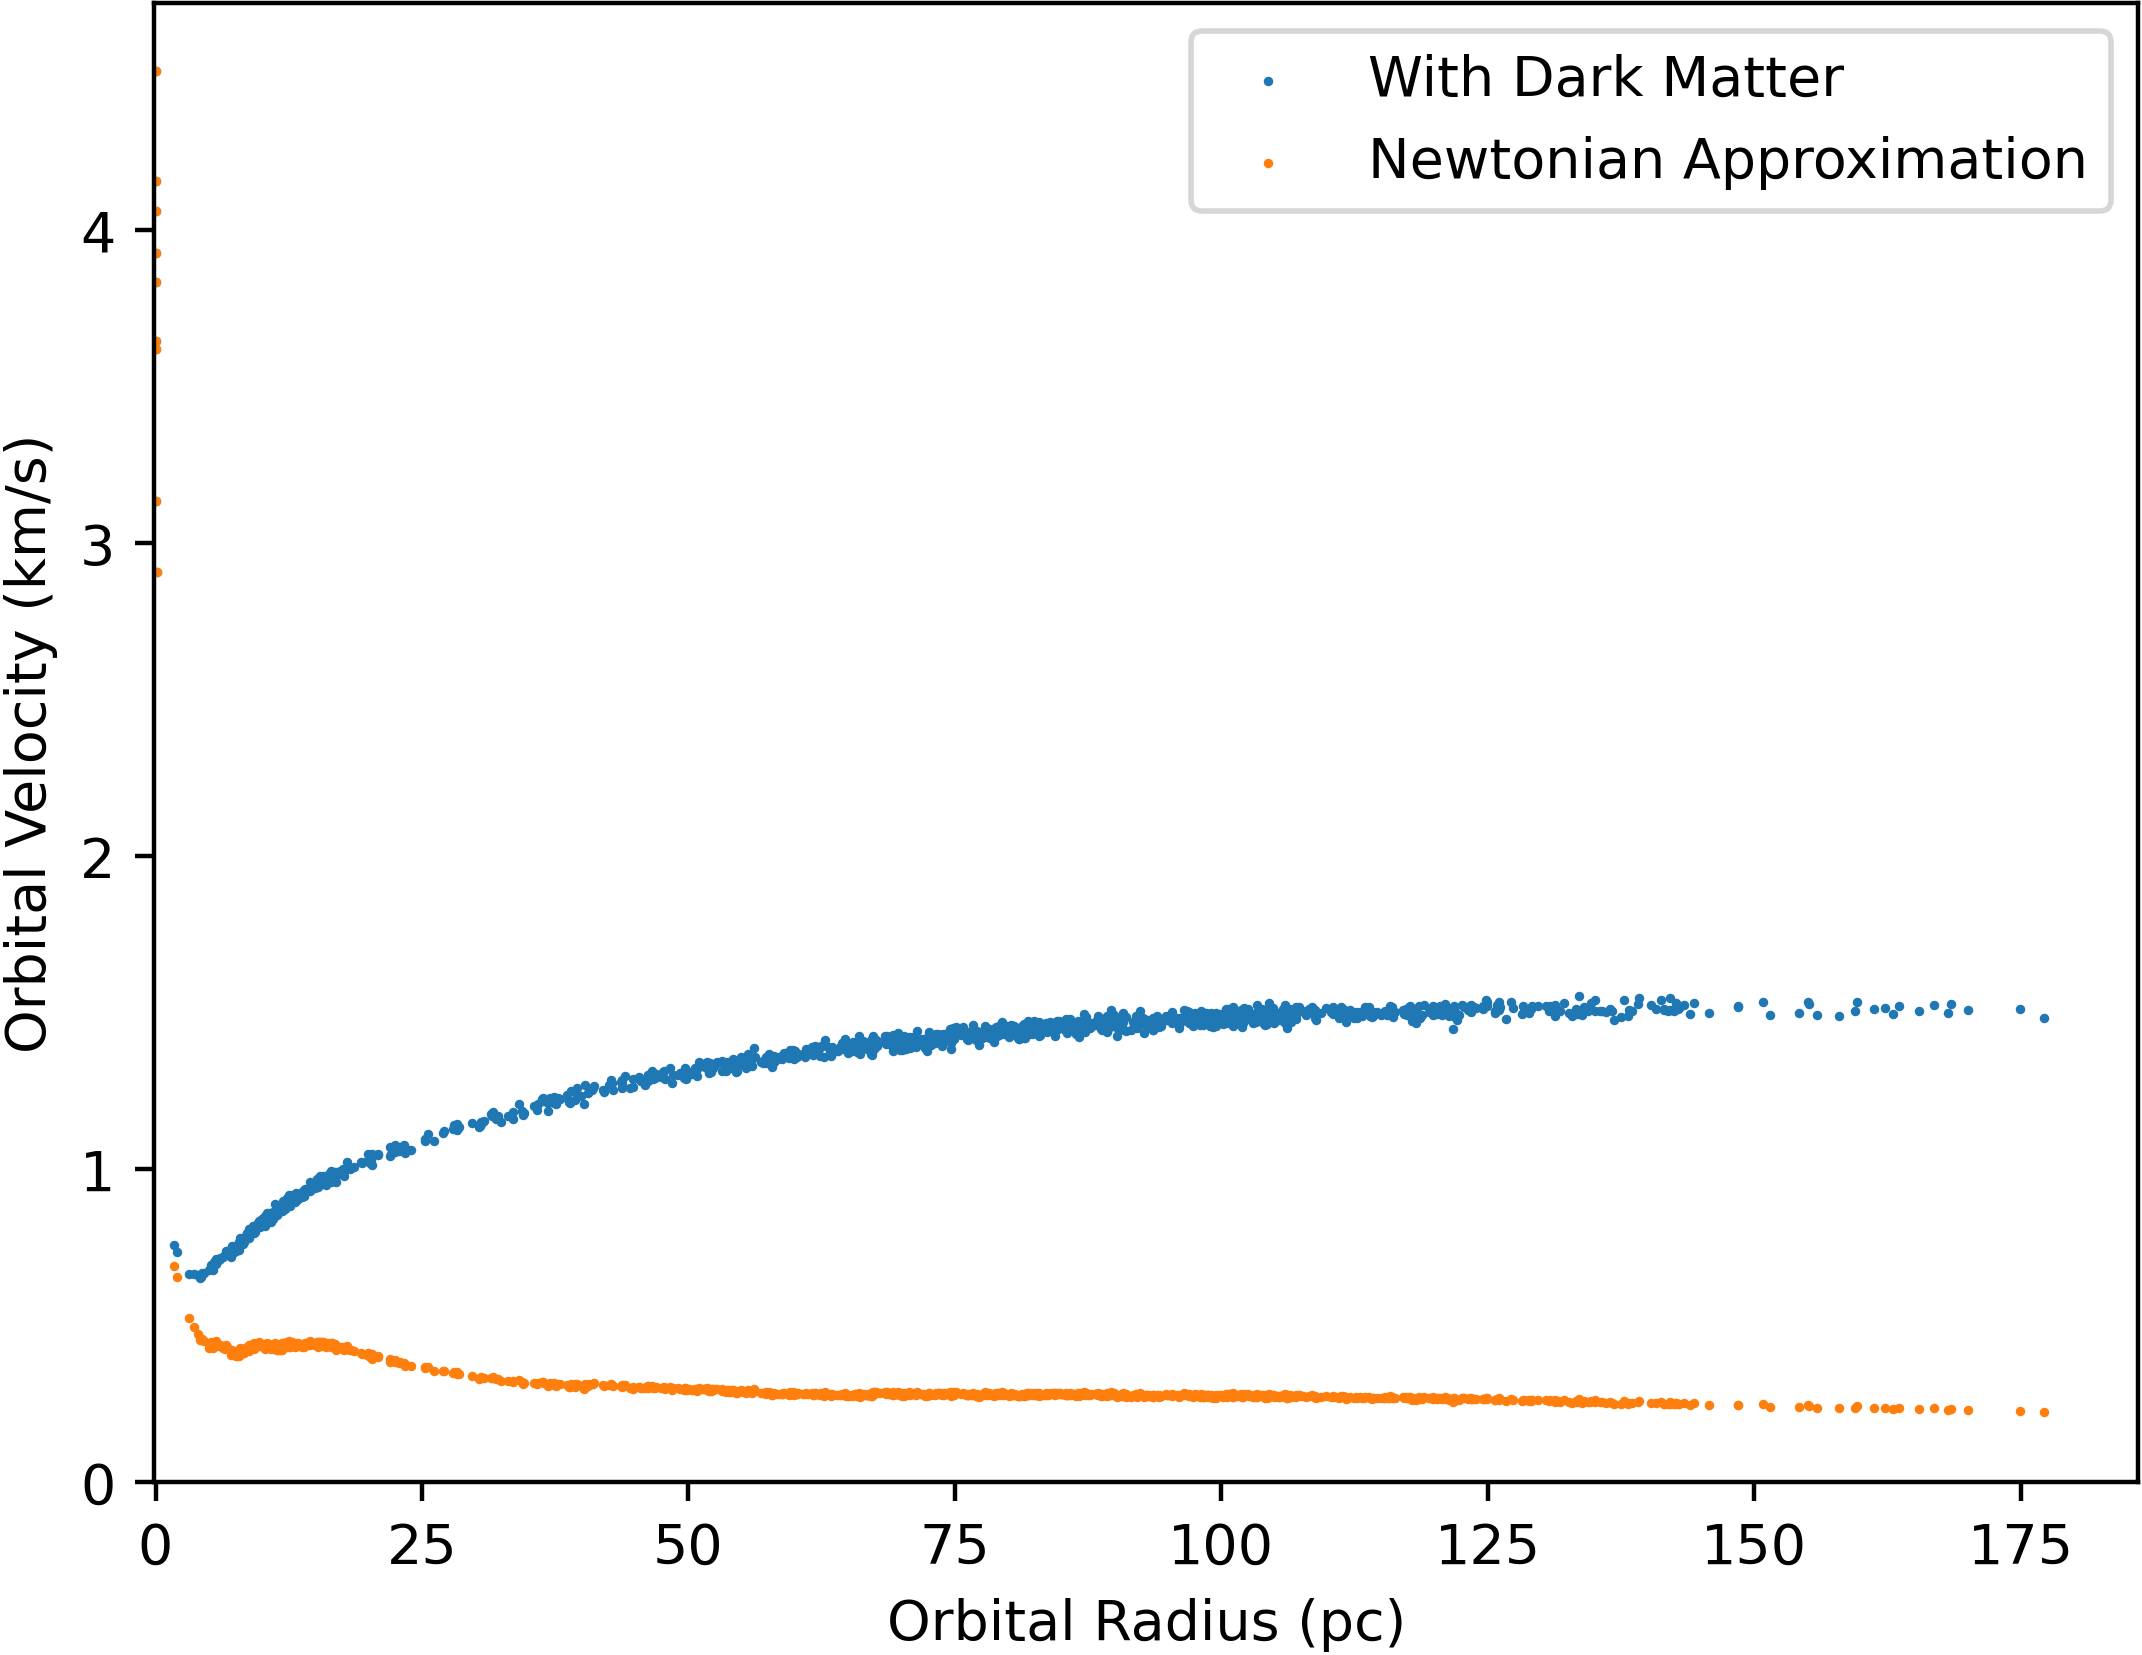 With Dark Matter
Newtonian Approximation
4
3
2
1
0
Orbital Velocity (km/s)
0 25 50 75 100 125 150 175
Orbital Radius (pc)